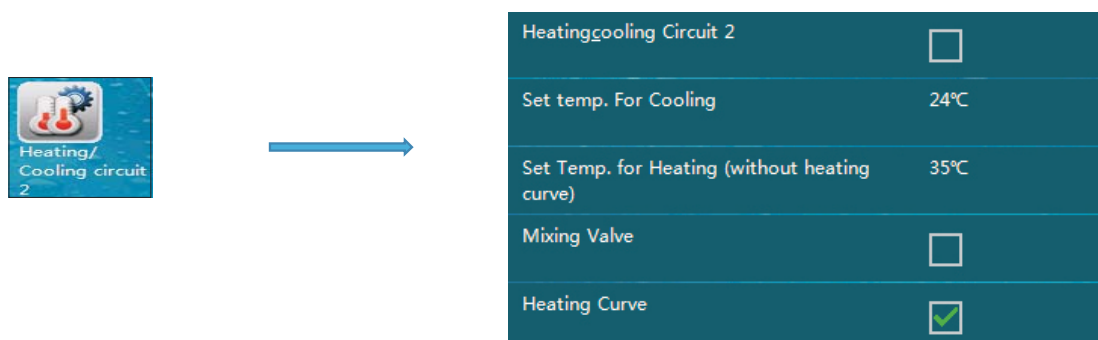 Heating/
Cooling circuit
2
Heatingcooling Circuit 2
Set temp. For Cooling 24℃
Set Temp. for Heating (without heating 35℃
curve)
Mixing Valve
Heating Curve